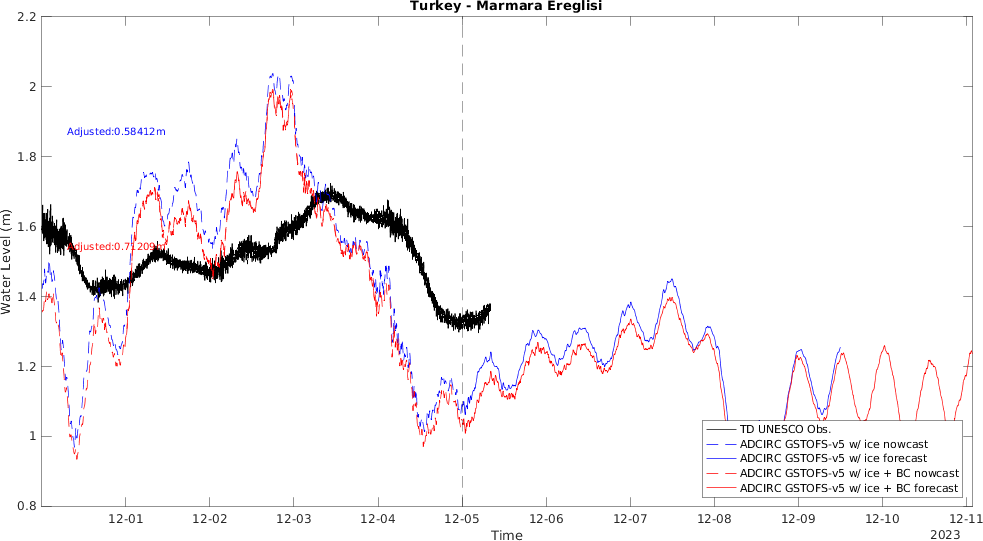 Turkey - Marmara Ereglisi
2.2
2
1.8
1.6
1.4
1.2
1
0.8
Water Level (m)
Adjusted:0.58412m
Adjusted:0.71209m
TD UNESCO Obs.
ADCIRC GSTOFS-v5 w/ ice nowcast
ADCIRC GSTOFS-v5 w/ ice forecast
ADCIRC GSTOFS-v5 w/ ice + BC nowcast
ADCIRC GSTOFS-v5 w/ ice + BC forecast
12-01 12-02 12-03 12-04 12-05 12-06 12-07 12-08 12-09 12-10 12-11
2023
Time